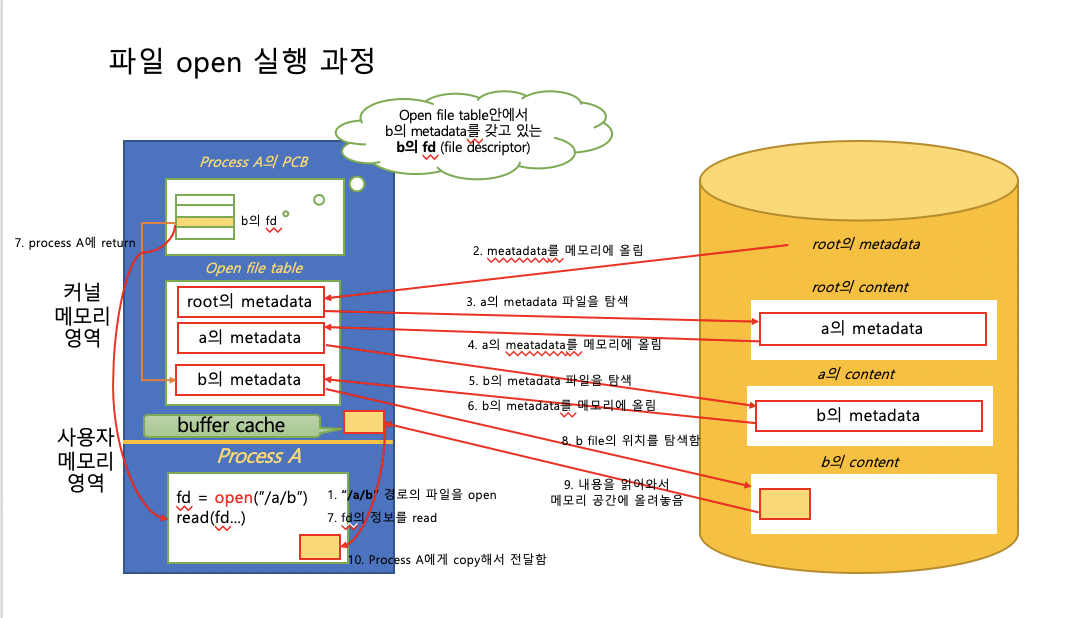 파일 open 실행 과정
Open file table안에서
b의 metadata를 갖고 있는
b의 fd (file descriptor)
Process A의 PCB
b의 fd
7. process A에 return
Open file table
root의 metadata
a의 metadata
b의 metadata
커널
메모리
영역
buffer cache
사용자
메모리
영역
Process A
fd = open(”/a/b”)
read(fd...)
1. “/a/b” 경로의 파일을 open
7. fd의 정보를 read
10. Process A에게 copy해서 전달함
2. meatadata를 메모리에 올림
3. a의 metadata 파일을 탐색
4. a의 meatadata를 메모리에 올림
5. b의 metadata 파일을 탐색
6. b의 metadata를 메모리에 올림
8. b file의 위치를 탐색함
9. 내용을 읽어와서
메모리 공간에 올려놓음
root의 metadata
root의 content
a의 metadata
a의 content
b의 metadata
b의 content